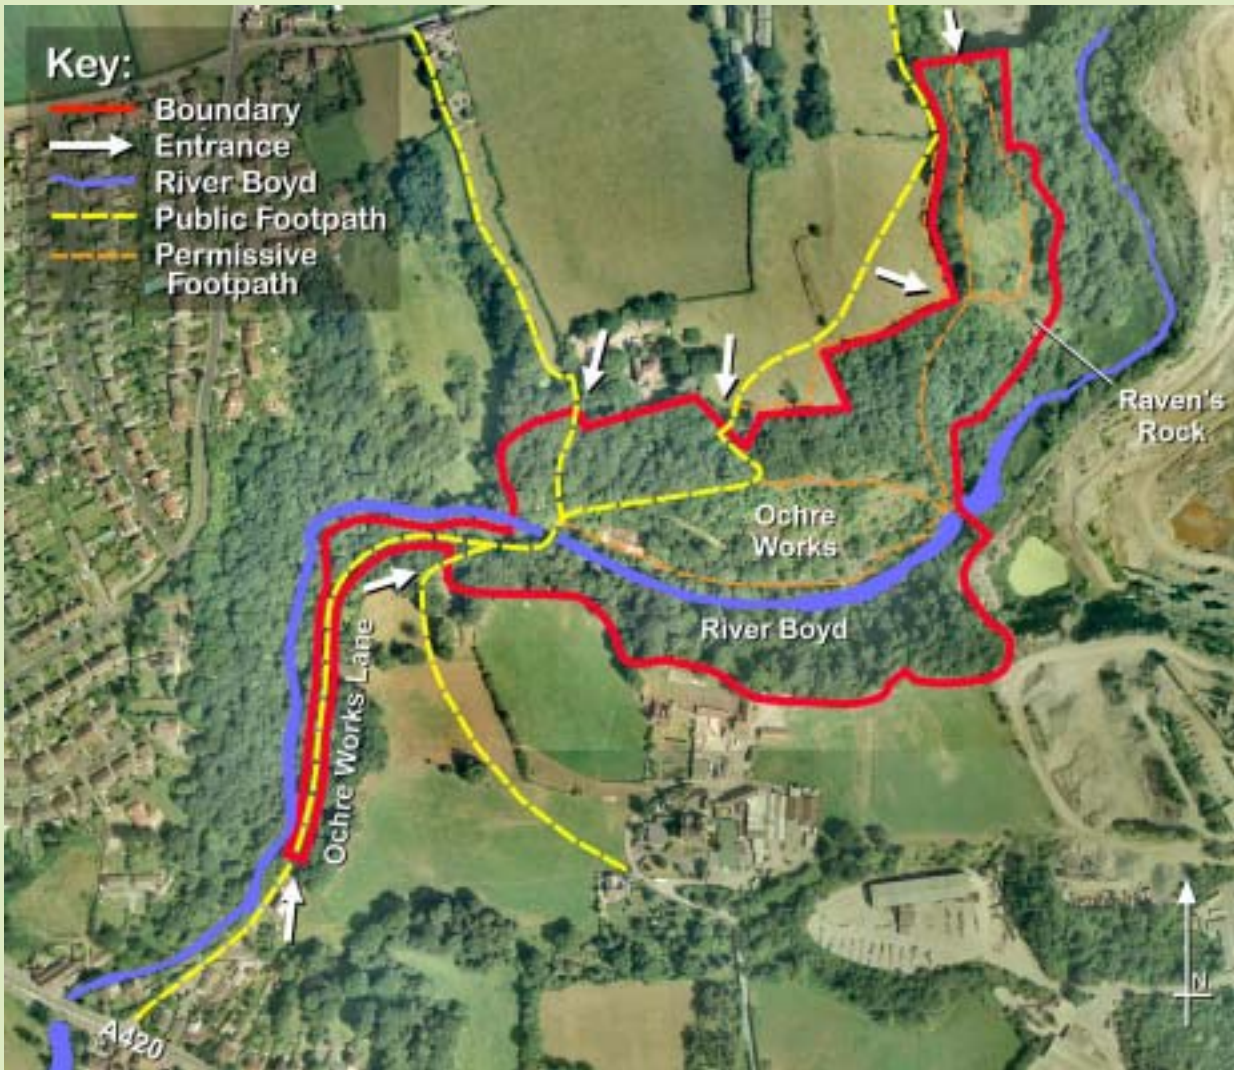 Key:
Boundary
Entrance
River Boyd
Public Footpath
Permissive
Footpath
Raven's
Rock
Ochre
Works
River Boyd
Ochre Works Lane
N
A420